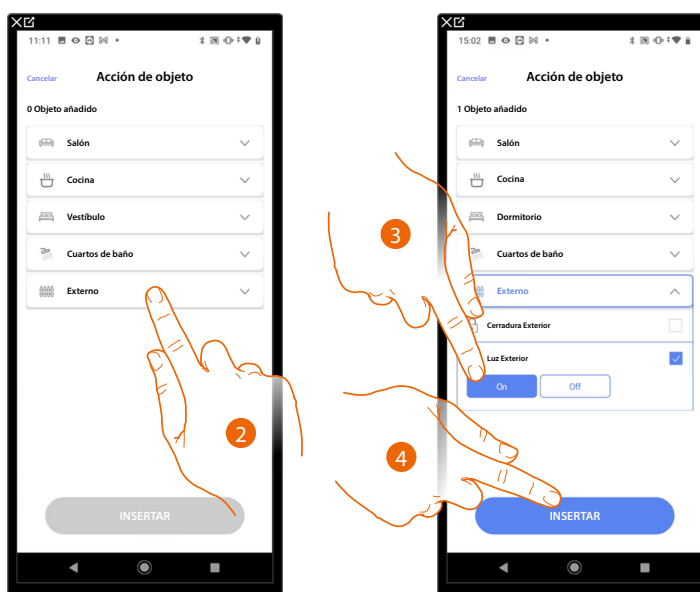 11:11
Cancelar
Acción de objeto
0 Objeto añadido
Salón
Cocina
Vestíbulo
Cuartos de baño
Externo
2
INSERTAR
15:02
Cancelar
Acción de objeto
1 Objeto añadido
Salón
Cocina
Dormitorio
3
Cuartos de baño
Externo
Cerradura Exterior
Luz Exterior
On
Off
4
INSERTAR